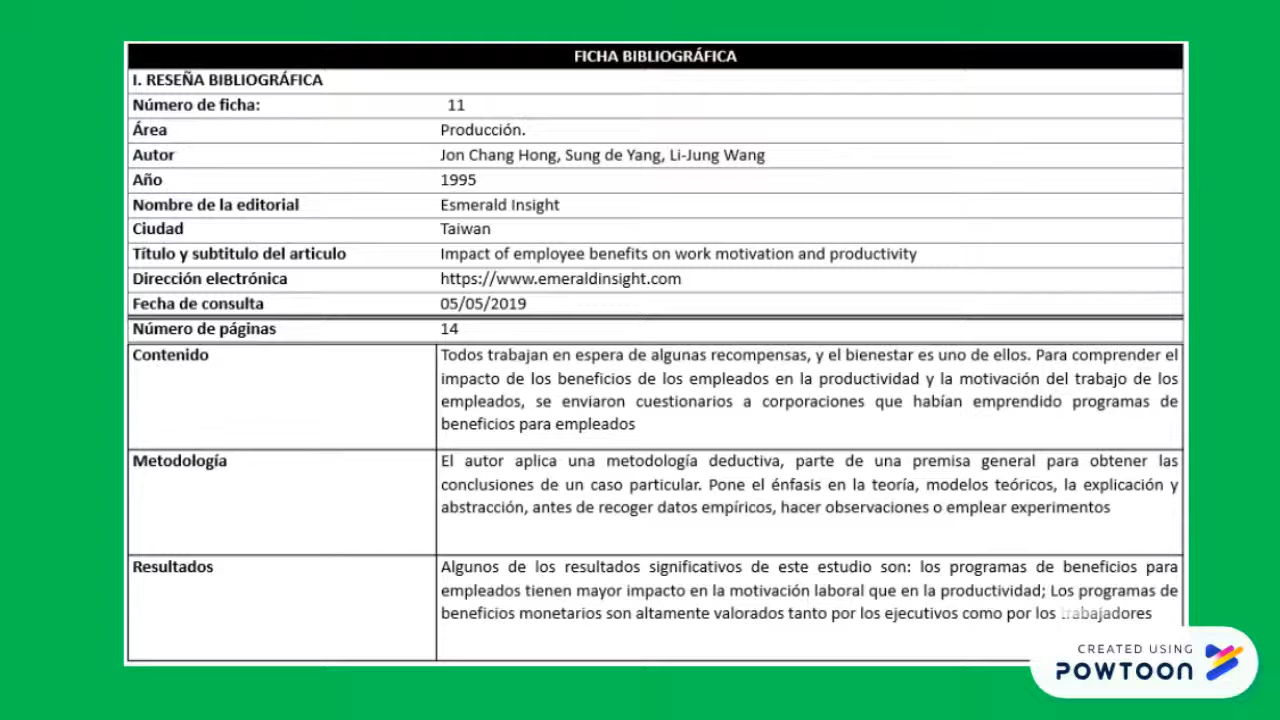 FICHA BIBLIOGRÁFICA
I. RESEÑA BIBLIOGRÁFICA
Número de ficha: 11
Área Producción.
Autor Jon Chang Hong, Sung de Yang, Li-Jung Wang
Año 1995
Nombre de la editorial Esmerald Insight
Ciudad Taiwan
Título y subtitulo del articulo Impact of employee benefits on work motivation and productivity
Dirección electrónica https://www.emeraldinsight.com
Fecha de consulta 05/05/2019
Número de páginas 14
Contenido Todos trabajan en espera de algunas recompensas, y el bienestar es uno de ellos. Para comprender el
impacto de los beneficios de los empleados en la productividad y la motivación del trabajo de los
empleados, se enviaron cuestionarios a corporaciones que habían emprendido programas de
beneficios para empleados
Metodología El autor aplica una metodología deductiva, parte de una premisa general para obtener las
conclusiones de un caso particular. Pone el énfasis en la teoría, modelos teóricos, la explicación y
abstracción, antes de recoger datos empíricos, hacer observaciones o emplear experimentos
Resultados Algunos de los resultados significativos de este estudio son: los programas de beneficios para
empleados tienen mayor impacto en la motivación laboral que en la productividad; Los programas de
beneficios monetarios son altamente valorados tanto por los ejecutivos como por los trabajadores
CREATED USING
POWTOON